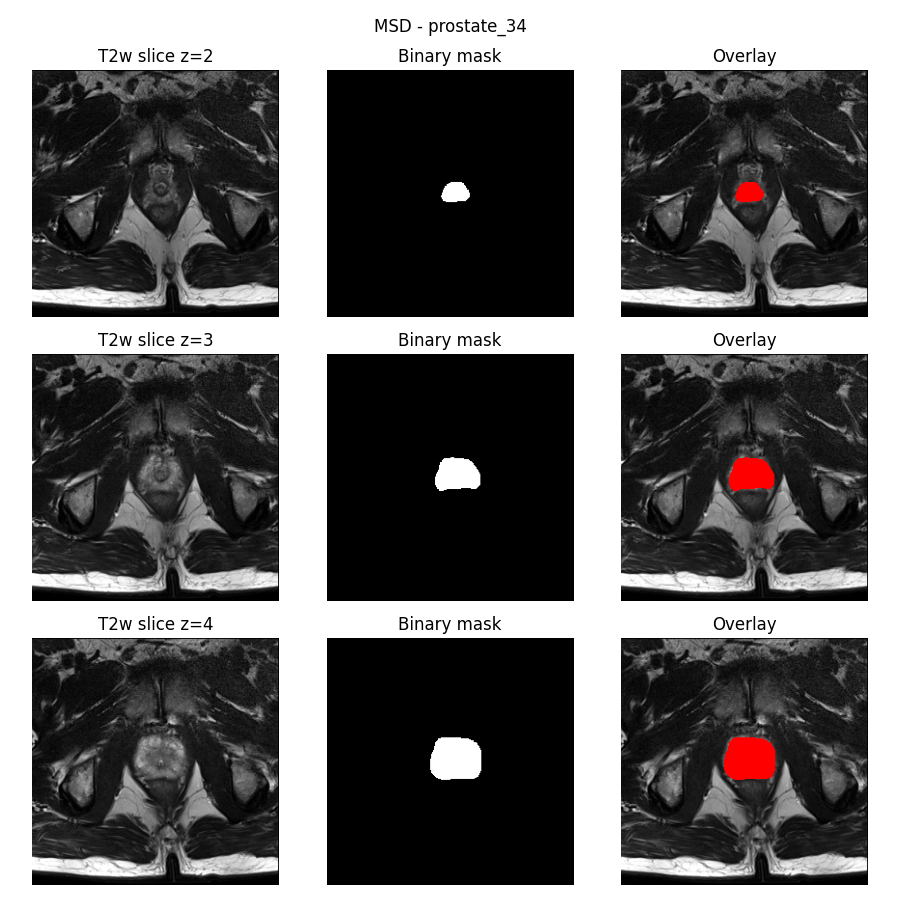 MSD - prostate_34
T2w slice z=2
Binary mask
Overlay
T2w slice z=3
Binary mask
Overlay
T2w slice z=4
Binary mask
Overlay